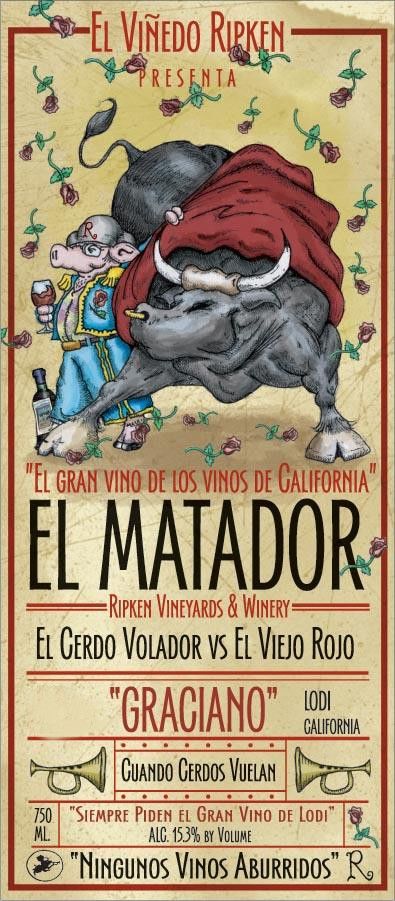 El Viñedo Ripken
PRESENTA
R
"El gran vino de los vinos de California"
EL MATADOR
Ripken Vineyards & Winery
El Cerdo Volador vs El Viejo Rojo
"GRACIANO"
LODI
CALIFORNIA
Cuando Cerdos Vuelan
750
ML.
"Siempre Piden el Gran Vino de Lodi"
ALC. 15.3% BY VOLUME
"Ningunos Vinos Aburridos" R